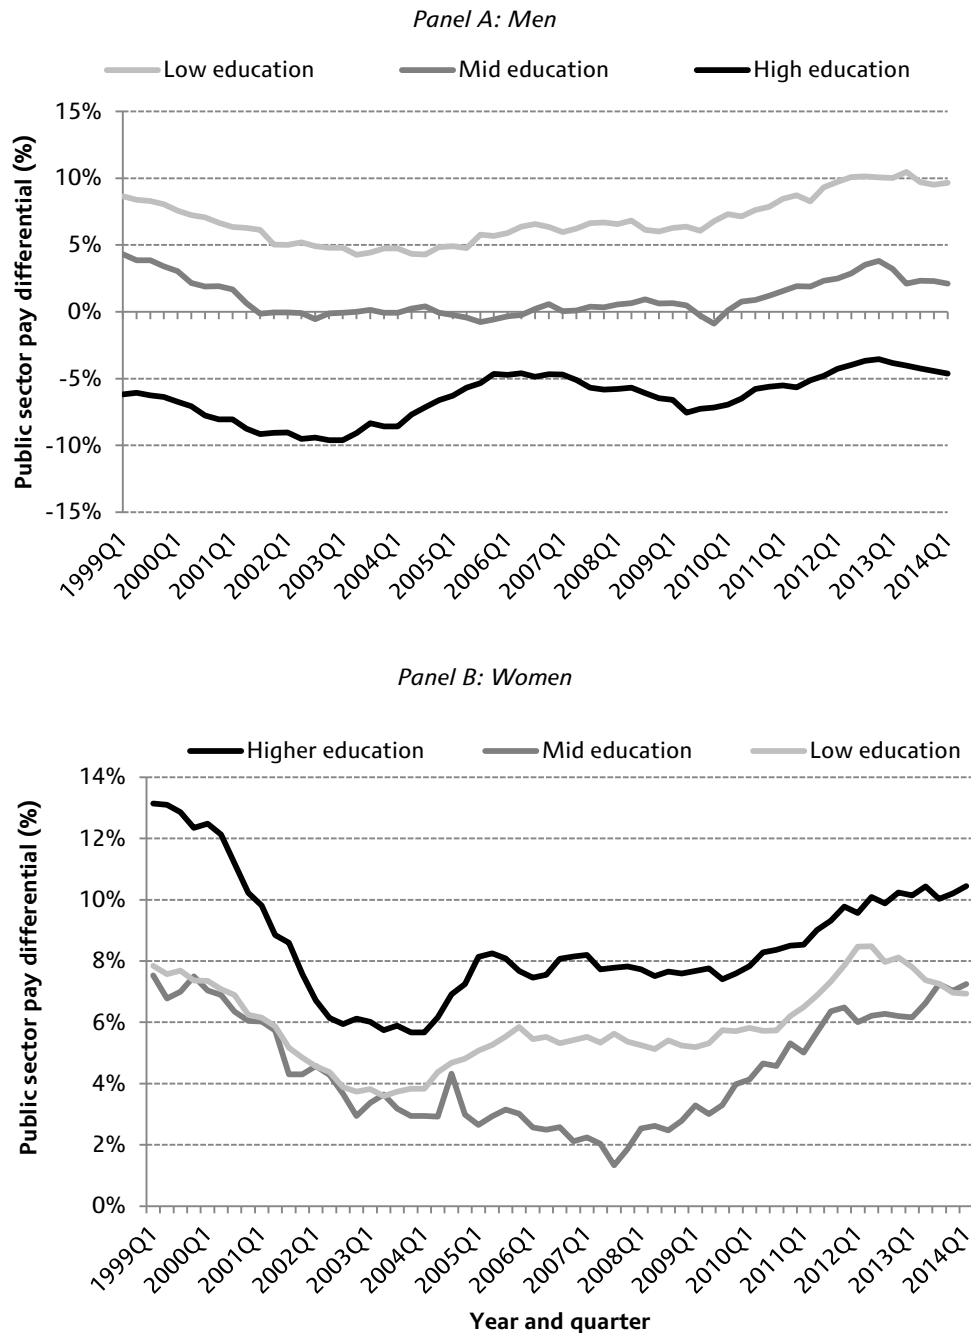 Panel A: Men
Low education Mid education High education
Public sector pay differential (%)
15%
10%
5%
0%
-5%
-10%
-15%
1999Q1
2000Q1
2001Q1
2002Q1
2003Q1
2004Q1
2005Q1
2006Q1
2007Q1
2008Q1
2009Q1
2010Q1
2011Q1
2012Q1
2013Q1
2014Q1
Panel B: Women
Higher education Mid education Low education
Public sector pay differential (%)
14%
12%
10%
8%
6%
4%
2%
0%
1999Q1
2000Q1
2001Q1
2002Q1
2003Q1
2004Q1
2005Q1
2006Q1
2007Q1
2008Q1
2009Q1
2010Q1
2011Q1
2012Q1
2013Q1
2014Q1
Year and quarter